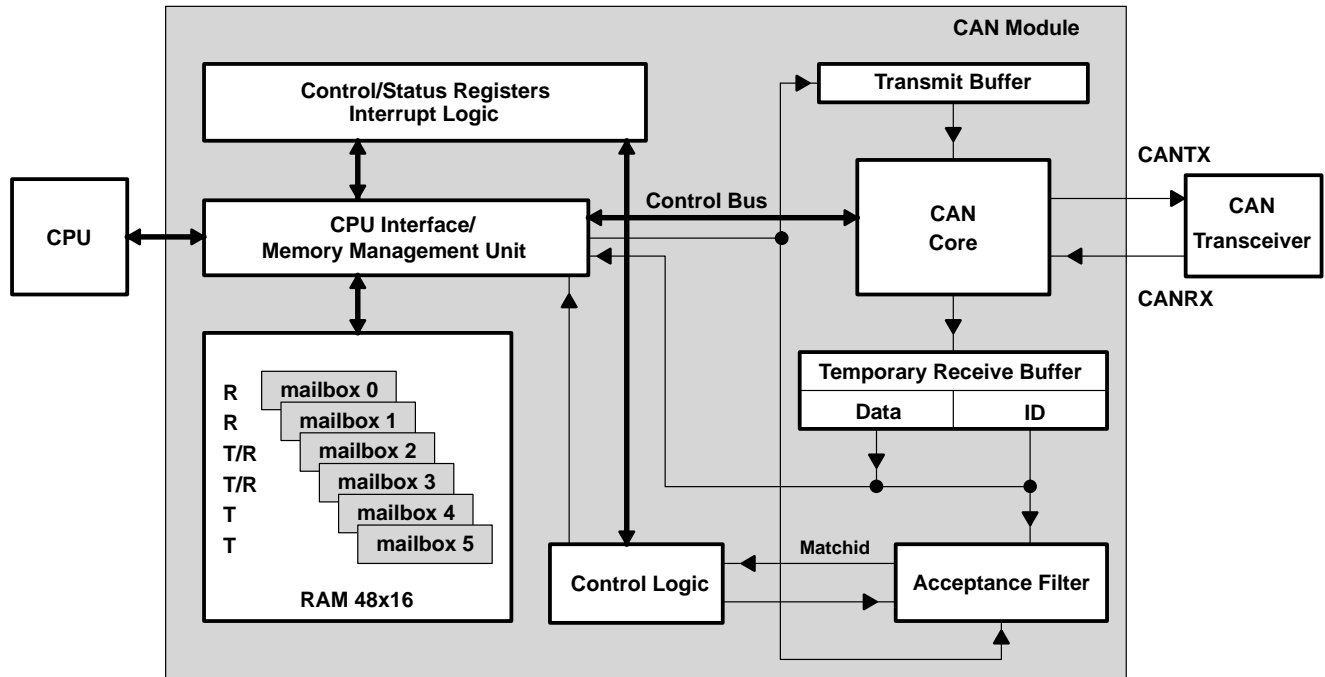 CAN Module
Control/Status Registers
Interrupt Logic
Transmit Buffer
CANTX
CPU
CPU Interface/
Memory Management Unit
Control Bus
CAN
Core
CAN
Transceiver
CANRX
Temporary Receive Buffer
Data
ID
R
mailbox 0
R
mailbox 1
T/R
mailbox 2
T/R
mailbox 3
T
mailbox 4
T
mailbox 5
RAM 48x16
Control Logic
Matchid
Acceptance Filter